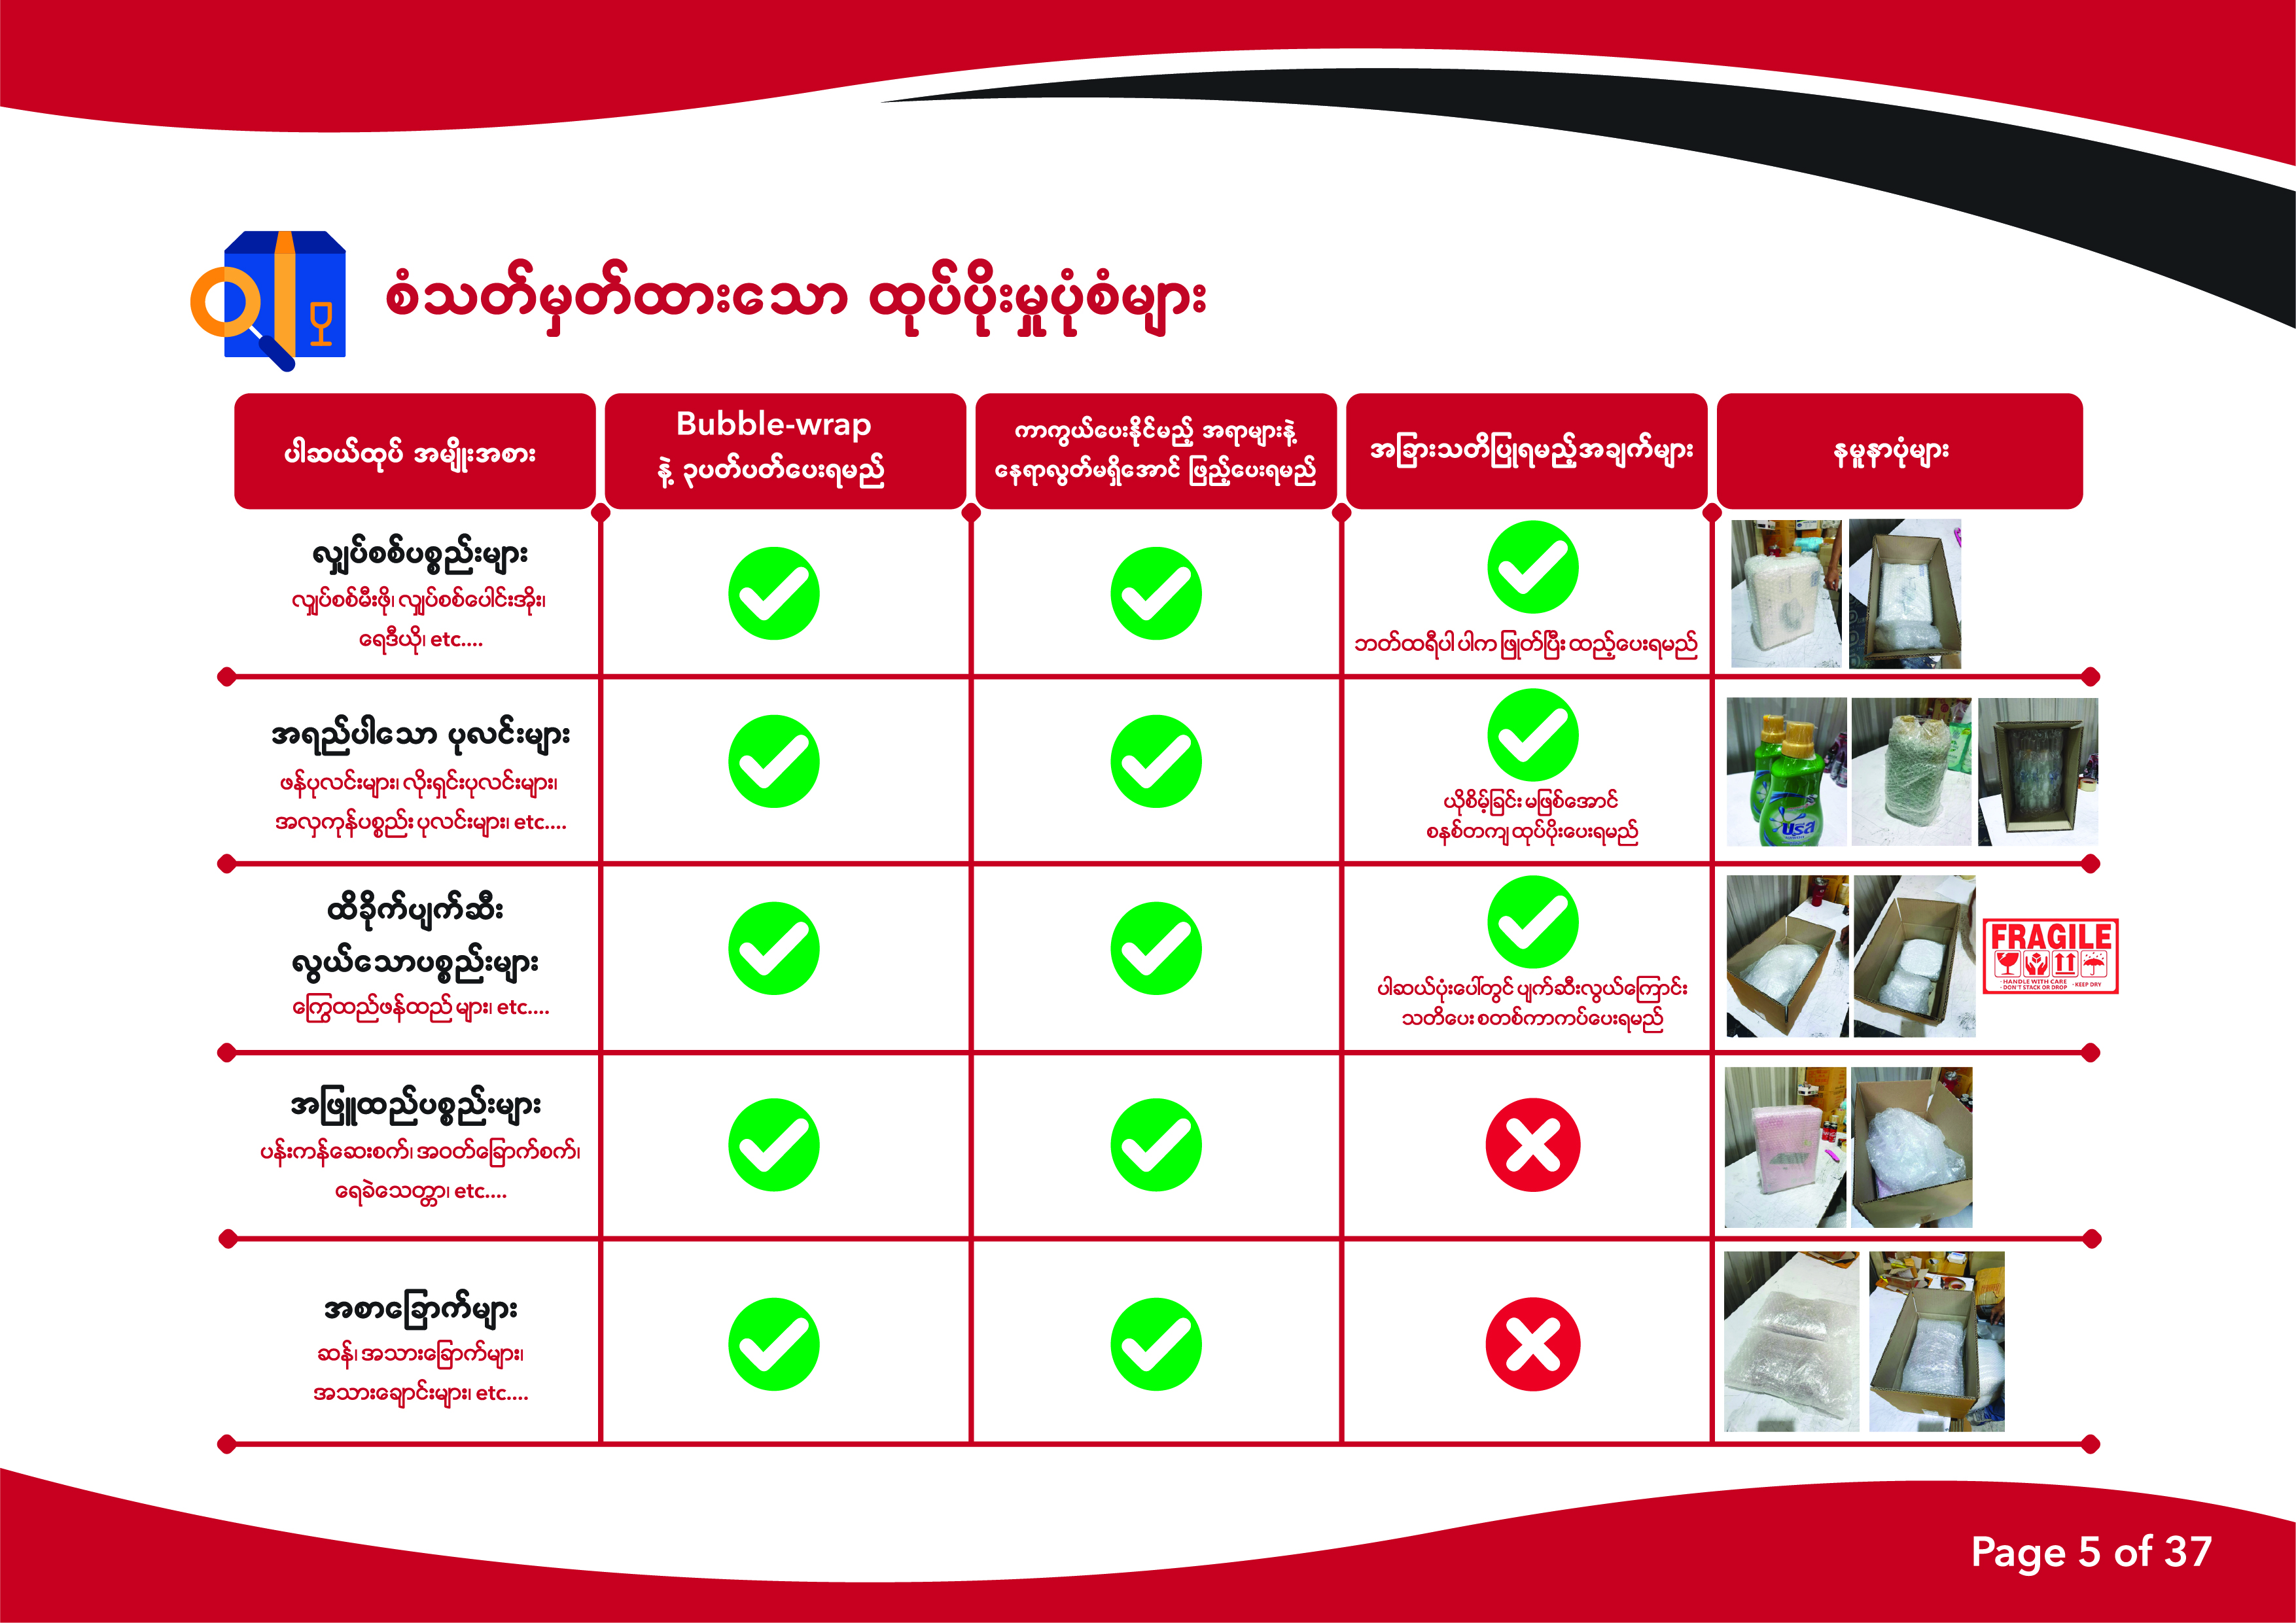 စံသတ်မှတ်ထားသော ထုပ်ပိုးမှုပုံစံများ
ပါဆယ်ထုပ် အမျိုးအစား
Bubble-wrap
နဲ့ ၃ပတ်ပတ်ပေးရမည်
ကာကွယ်ပေးနိုင်မည့် အရာများနဲ့
နေရာလွတ်မရှိအောင် ဖြည့်ပေးရမည်
အခြားသတိပြုရမည့်အချက်များ
နမူနာပုံများ
လျှပ်စစ်ပစ္စည်းများ
လျှပ်စစ်မီးဖို၊ လျှပ်စစ်ပေါင်းအိုး၊
ရေဒီယို၊ etc....
ဘတ်ထရီပါ ပါက ဖြုတ်ပြီး ထည့်ပေးရမည်
အရည်ပါသော ပုလင်းများ
ဖန်ပုလင်းများ၊ လိုးရှင်းပုလင်းများ၊
အလှကုန်ပစ္စည်း ပုလင်းများ၊ etc....
ယိုစိမ့်ခြင်း မဖြစ်အောင်
စနစ်တကျ ထုပ်ပိုးပေးရမည်
ထိခိုက်ပျက်ဆီး
လွယ်သောပစ္စည်းများ
ကြွေထည်ဖန်ထည် များ၊ etc....
ပါဆယ်ပုံးပေါ်တွင် ပျက်ဆီးလွယ်ကြောင်း
သတိပေး စတစ်ကာကပ်ပေးရမည်
FRAGILE
· HANDLE WITH CARE
· DON'T STACK OR DROP · KEEP DRY
အဖြူထည်ပစ္စည်းများ
ပန်းကန်ဆေးစက်၊ အဝတ်ခြောက်စက်၊
ရေခဲသေတ္တာ၊ etc....
အစာခြောက်များ
ဆန်၊ အသားခြောက်များ၊
အသားချောင်းများ၊ etc....
Page 5 of 37